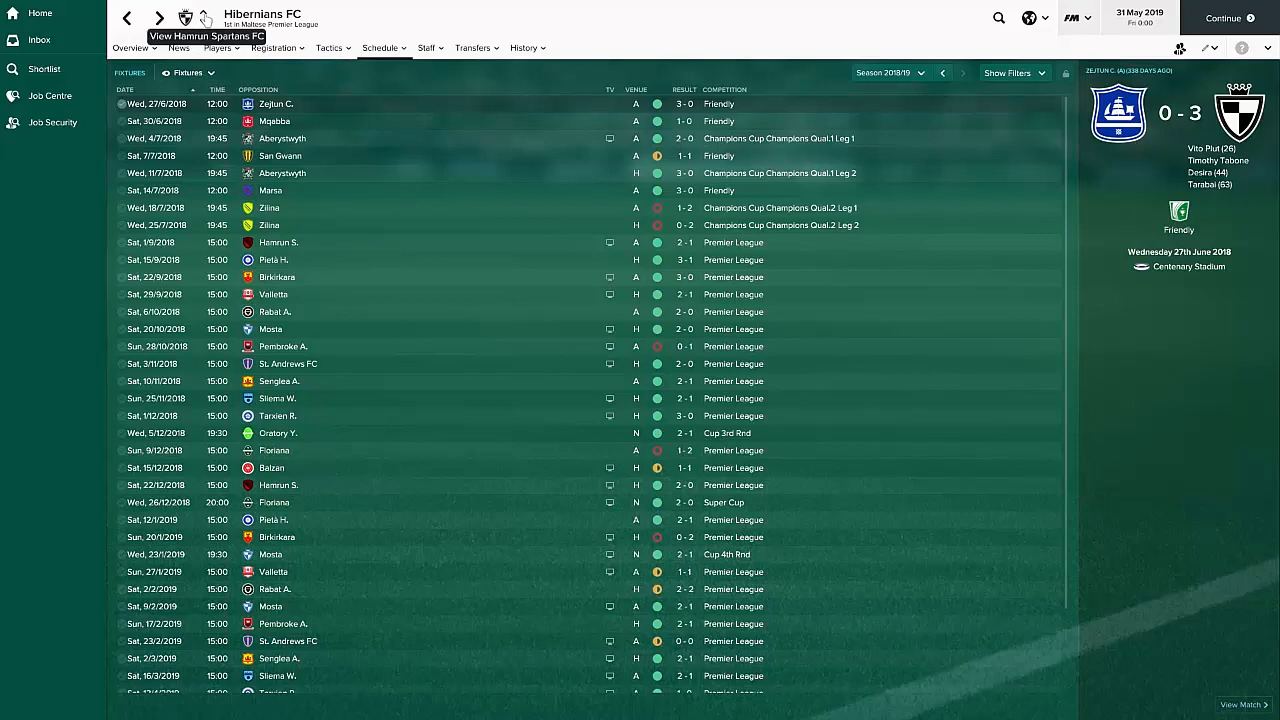 Home
Inbox
Shortlist
Job Centre
Job Security
Hibernians FC
1st in Maltese Premier League
View Hamrun Spartans FC
FM
31 May 2019
Fri 0:00
Continue
Overview News Players Registration Tactics Schedule Staff Transfers History
?
FIXTURES Fixtures Season 2018/19 Show Filters
DATE TIME OPPOSITION TV VENUE RESULT COMPETITION
Wed, 27/6/2018 12:00 Zejtun C. A 3 - 0 Friendly
Sat, 30/6/2018 12:00 Mqabba A 1 - 0 Friendly
Wed, 4/7/2018 19:45 Aberystwyth A 2 - 0 Champions Cup Champions Qual.1 Leg 1
Sat, 7/7/2018 12:00 San Gwann A 1 - 1 Friendly
Wed, 11/7/2018 19:45 Aberystwyth H 3 - 0 Champions Cup Champions Qual.1 Leg 2
Sat, 14/7/2018 12:00 Marsa A 3 - 0 Friendly
Wed, 18/7/2018 19:45 Zilina A 1 - 2 Champions Cup Champions Qual.2 Leg 1
Wed, 25/7/2018 19:45 Zilina H 0 - 2 Champions Cup Champions Qual.2 Leg 2
Sat, 1/9/2018 15:00 Hamrun S. A 2 - 1 Premier League
Sat, 15/9/2018 15:00 Pietà H. H 3 - 1 Premier League
Sat, 22/9/2018 15:00 Birkirkara A 3 - 0 Premier League
Sat, 29/9/2018 15:00 Valletta H 2 - 1 Premier League
Sat, 6/10/2018 15:00 Rabat A. A 2 - 0 Premier League
Sat, 20/10/2018 15:00 Mosta H 2 - 0 Premier League
Sun, 28/10/2018 15:00 Pembroke A. A 0 - 1 Premier League
Sat, 3/11/2018 15:00 St. Andrews FC H 2 - 0 Premier League
Sat, 10/11/2018 15:00 Senglea A. A 2 - 1 Premier League
Sun, 25/11/2018 15:00 Sliema W. H 2 - 1 Premier League
Sat, 1/12/2018 15:00 Tarxien R. H 3 - 0 Premier League
Wed, 5/12/2018 19:30 Oratory Y. N 2 - 1 Cup 3rd Rnd
Sun, 9/12/2018 15:00 Floriana A 1 - 2 Premier League
Sat, 15/12/2018 15:00 Balzan H 1 - 1 Premier League
Sat, 22/12/2018 15:00 Hamrun S. H 2 - 0 Premier League
Wed, 26/12/2018 20:00 Floriana N 2 - 0 Super Cup
Sat, 12/1/2019 15:00 Pietà H. A 2 - 1 Premier League
Sun, 20/1/2019 15:00 Birkirkara H 0 - 2 Premier League
Wed, 23/1/2019 19:30 Mosta N 2 - 1 Cup 4th Rnd
Sun, 27/1/2019 15:00 Valletta A 1 - 1 Premier League
Sat, 2/2/2019 15:00 Rabat A. H 2 - 2 Premier League
Sat, 9/2/2019 15:00 Mosta A 2 - 1 Premier League
Sun, 17/2/2019 15:00 Pembroke A. H 2 - 1 Premier League
Sat, 23/2/2019 15:00 St. Andrews FC A 0 - 0 Premier League
Sat, 2/3/2019 15:00 Senglea A. H 2 - 1 Premier League
Sat, 16/3/2019 15:00 Sliema W. A 2 - 1 Premier League
ZEJTUN C. (A) (338 DAYS AGO)
0 - 3
Vito Plut (26)
Timothy Tabone
Desira (44)
Tarabai (63)
Friendly
Wednesday 27th June 2018
Centenary Stadium
View Match